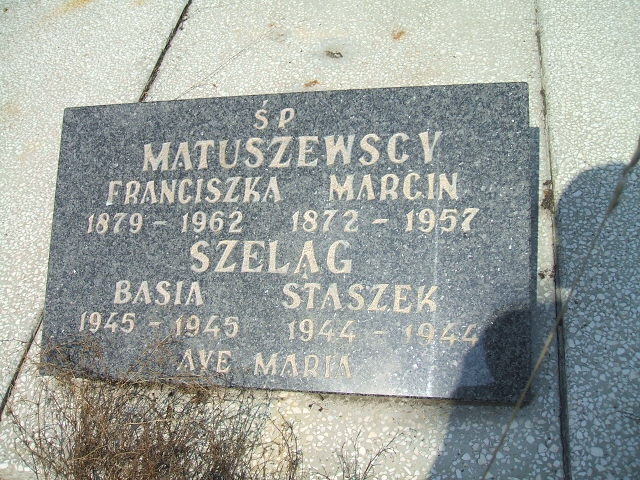 ŚP
MATUSZEWSCY
FRANCISZKA MARCIN
1879 - 1962 1872 - 1957
SZELĄG
BASIA STASZEK
1945 - 1945 1944 - 1944
AVE MARIA